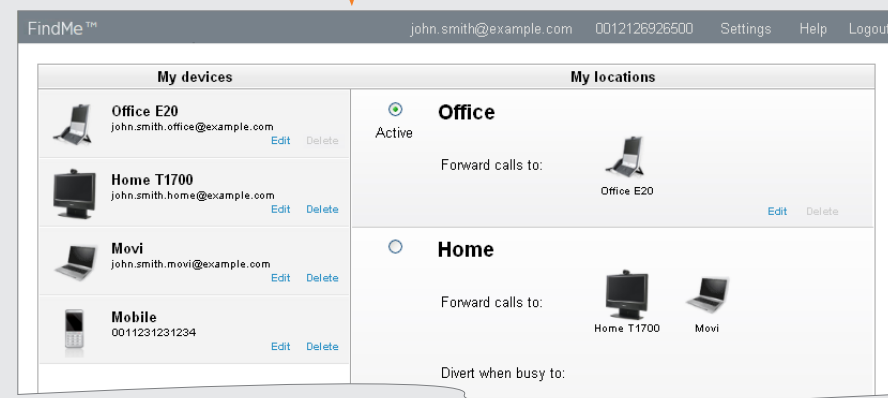 FindMe™ john.smith@example.com 0012126926500 Settings Help Logout
My devices
Office E20
john.smith.office@example.com
Edit Delete
Home T1700
john.smith.home@example.com
Edit Delete
Movi
john.smith.movi@example.com
Edit Delete
Mobile
0011231231234
Edit Delete
My locations
Active
Office
Forward calls to:
Office E20
Edit Delete
Home
Forward calls to:
Home T1700 Movi
Divert when busy to: